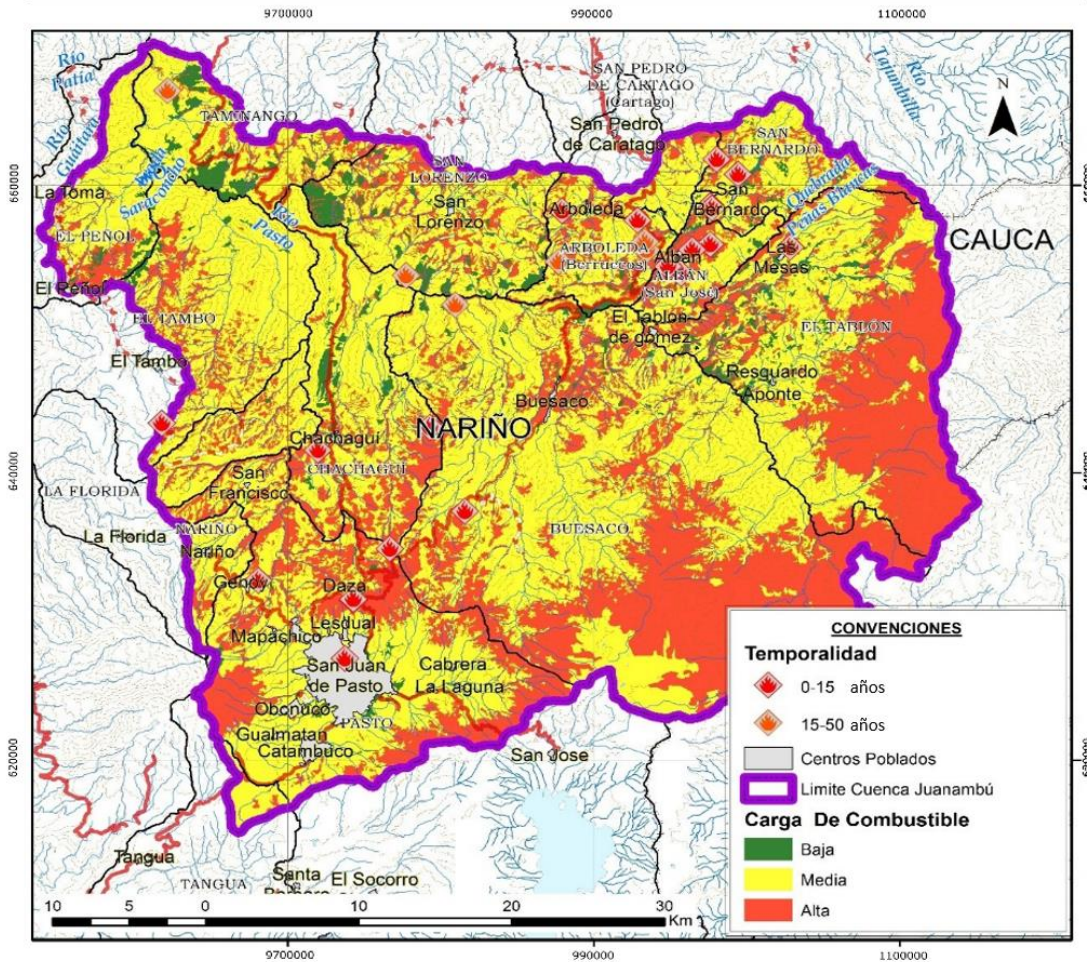 9700000
990000
1100000
Río
Patía
Río
Guáitara
SAN PEDRO
DE CARTAGO
(Cartago)
San Pedro
de Caratago
Río
Tajumbilla
N
TAMINANGO
SAN
BERNARDO
660000
La Toma
Saraconcho
SAN
LORENZO
San
Lorenzo
Arboleda
San
Bernardo
Quebrada
Peñas Blancas
Río
Pasto
EL PEÑOL
ARBOLEDA
(Berruecos)
Alban
ALBÁN
(San José)
Las
Mesas
CAUCA
El Peñol
EL TAMBO
El Tablon
de gomez
EL TABLÓN
El Tambo
Resquardo
Aponte
Buesaco
NARIÑO
Chachagui
CHACHAGUI
640000
LA FLORIDA
San
Francisco
NARIÑO
BUESACO
La Florida
Nariño
Genoy
Daza
Lesdual
Mapachico
San Juan
de Pasto
Cabrera
La Laguna
Obonuco
PASTO
Gualmatan
Catambuco
San Jose
620000
Tangua
TANGUA
Santa
El Socorro
10
5
0
10
20
30
Km
9700000
990000
1100000
CONVENCIONES
Temporalidad
0-15 años
15-50 años
Centros Poblados
Limite Cuenca Juanambú
Carga De Combustible
Baja
Media
Alta